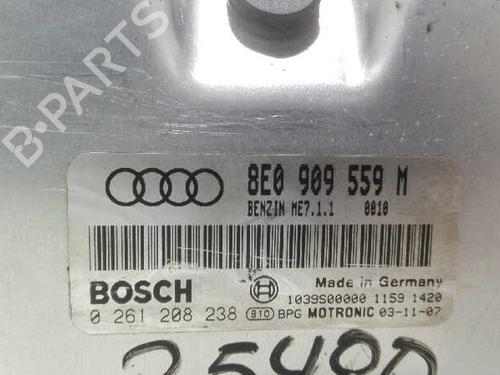 B-PARTS
8E0 909 559 M
BENZIN ME7.1.1 0010
BOSCH
Made in Germany
1039S00000 1159 1420
0 261 208 238 810 BPG MOTRONIC 03-11-07